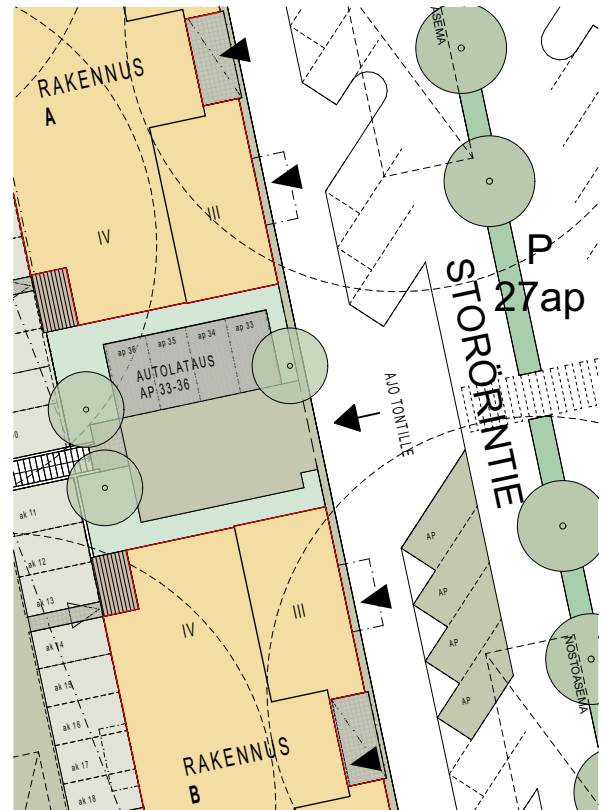 ASEMA
RAKENNUS
A
IV
III
P
27ap
STORÖRINTIE
ap 36
ap 35
ap 34
ap 33
AUTOLATAUS
AP 33-36
AJO TONTILLE
ak 11
ak 12
ak 13
ak 14
ak 15
ak 16
ak 17
ak 18
AP
AP
AP
AP
IV
III
NOSTOASEMA
RAKENNUS
B